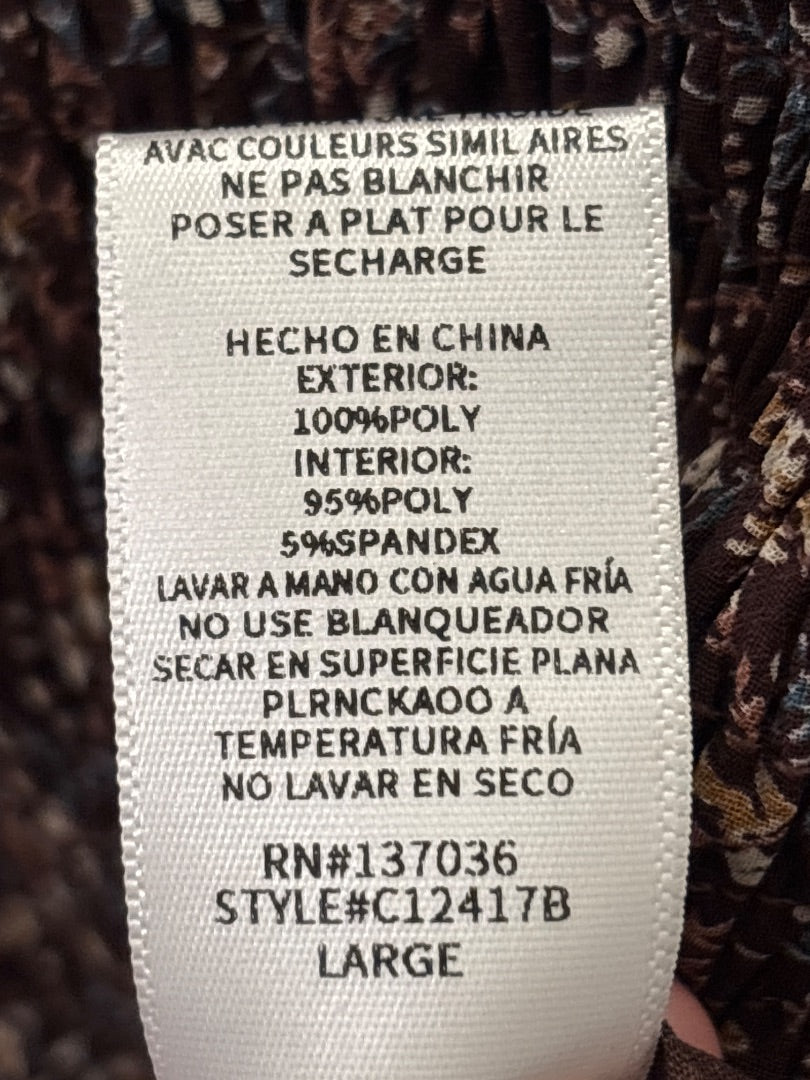 AVAC COULEURS SIMIL AIRES
NE PAS BLANCHIR
POSER A PLAT POUR LE
SECHARGE
HECHO EN CHINA
EXTERIOR:
100%POLY
INTERIOR:
95%POLY
5%SPANDEX
LAVAR A MANO CON AGUA FRÍA
NO USE BLANQUEADOR
SECAR EN SUPERFICIE PLANA
PLRNCKAOO A
TEMPERATURA FRÍA
NO LAVAR EN SECO
RN#137036
STYLE#C12417B
LARGE